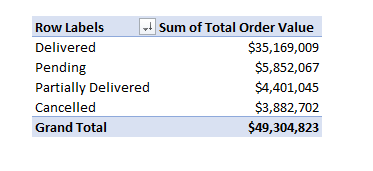 Row Labels Sum of Total Order Value
Delivered $35,169,009
Pending $5,852,067
Partially Delivered $4,401,045
Cancelled $3,882,702
Grand Total $49,304,823